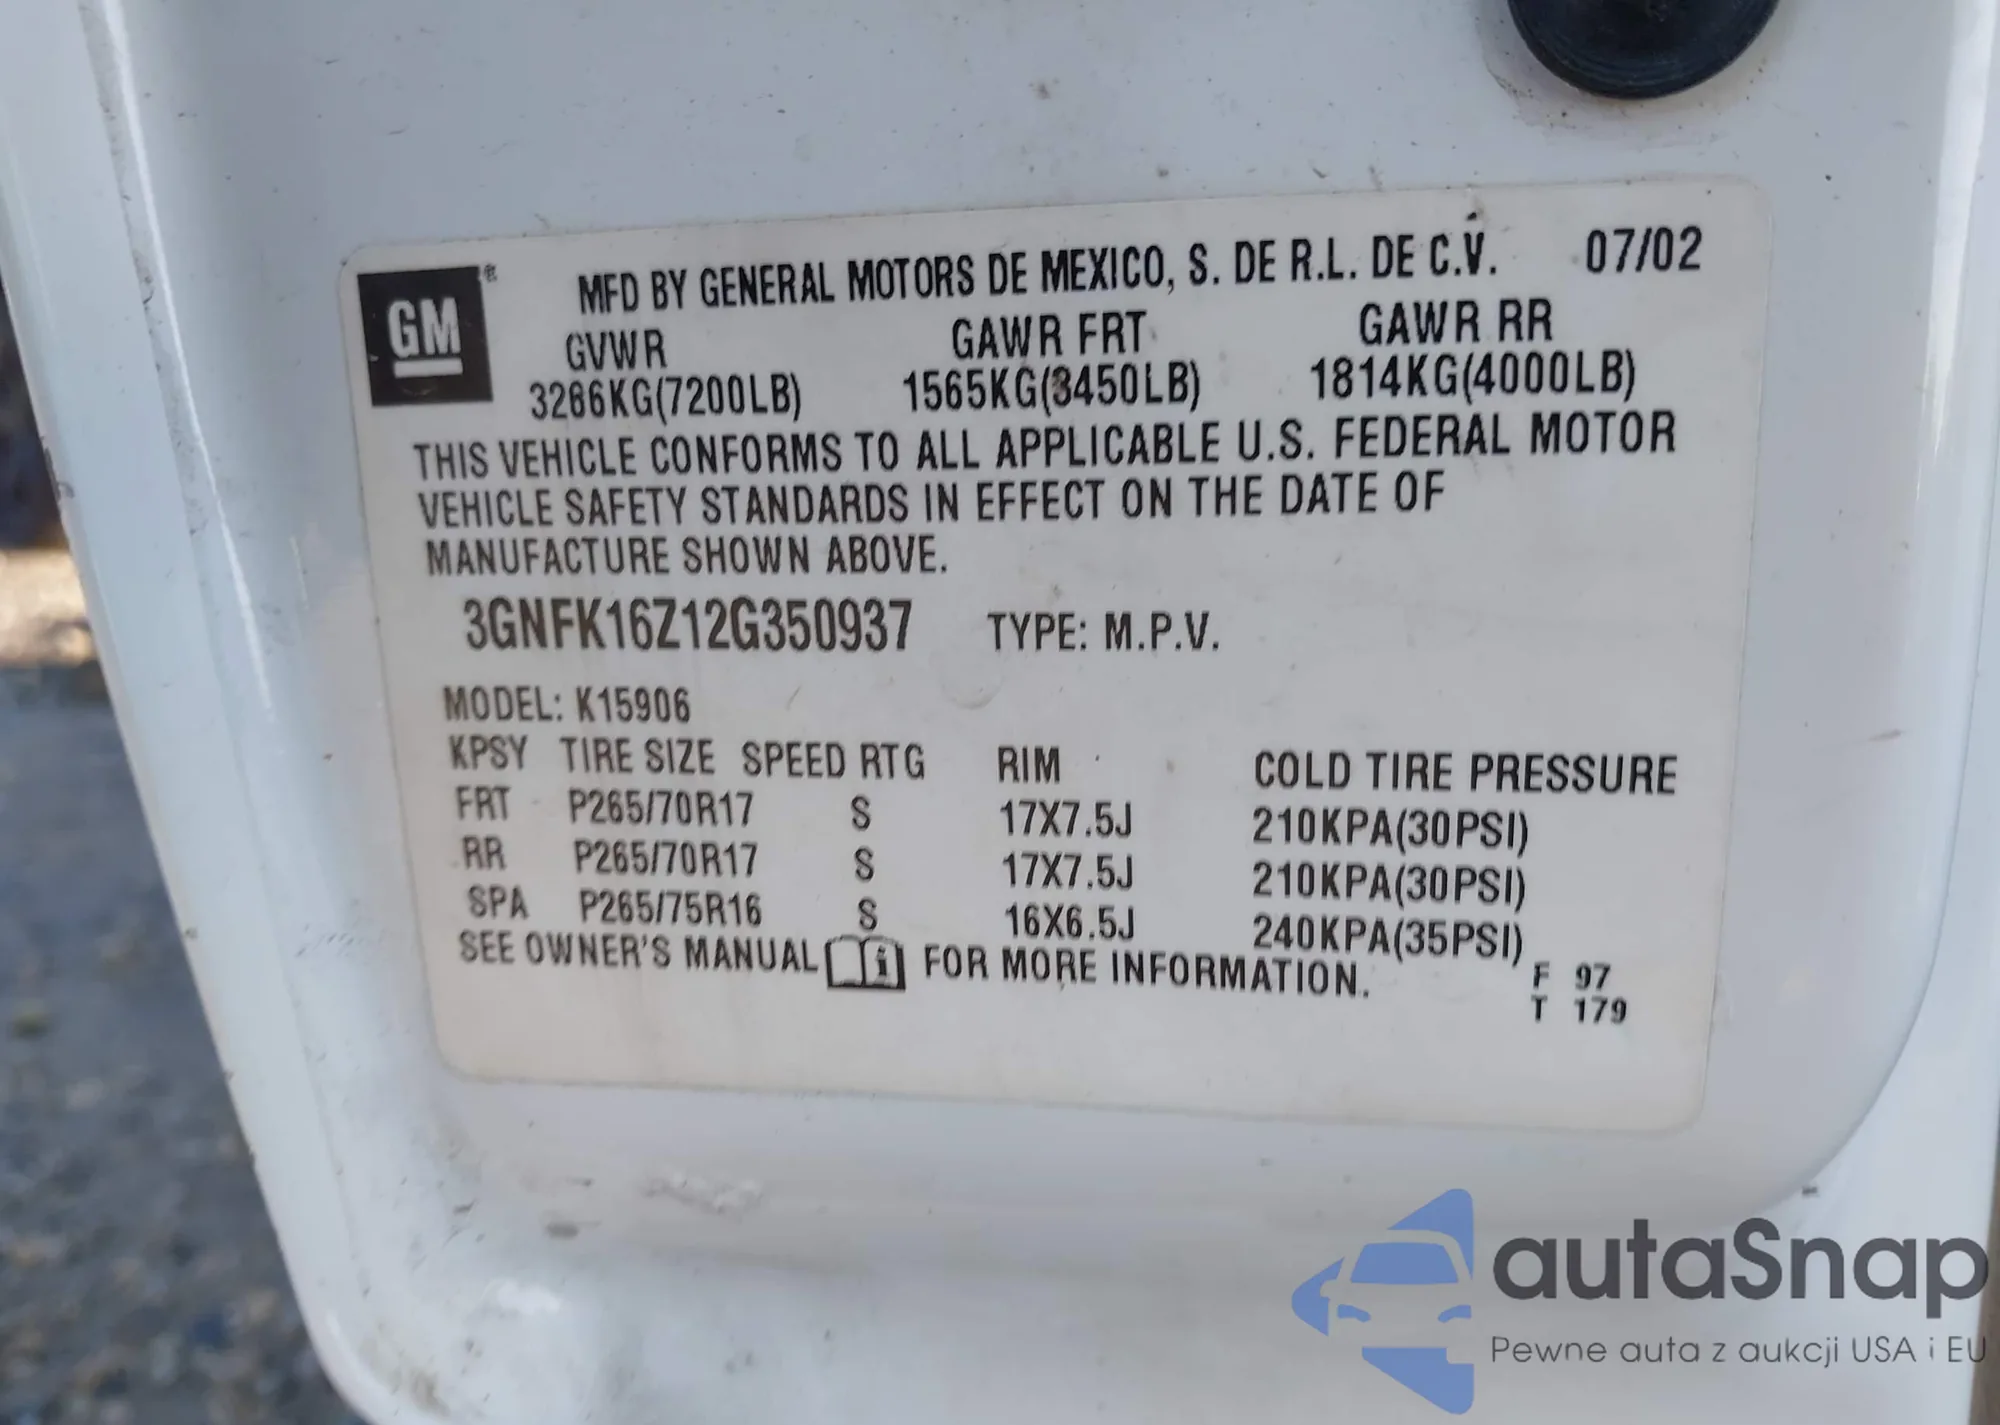 GM ®
MFD BY GENERAL MOTORS DE MEXICO, S. DE R.L. DE C.V. 07/02
GVWR GAWR FRT GAWR RR
3266KG(7200LB) 1565KG(3450LB) 1814KG(4000LB)
THIS VEHICLE CONFORMS TO ALL APPLICABLE U.S. FEDERAL MOTOR
VEHICLE SAFETY STANDARDS IN EFFECT ON THE DATE OF
MANUFACTURE SHOWN ABOVE.
3GNFK16Z12G350937 TYPE: M.P.V.
MODEL: K15906
KPSY TIRE SIZE SPEED RTG RIM COLD TIRE PRESSURE
FRT P265/70R17 S 17X7.5J 210KPA(30PSI)
RR P265/70R17 S 17X7.5J 210KPA(30PSI)
SPA P265/75R16 S 16X6.5J 240KPA(35PSI)
SEE OWNER'S MANUAL i FOR MORE INFORMATION.
F 97
T 179
autaSnap
Pewne auta z aukcji USA i EU